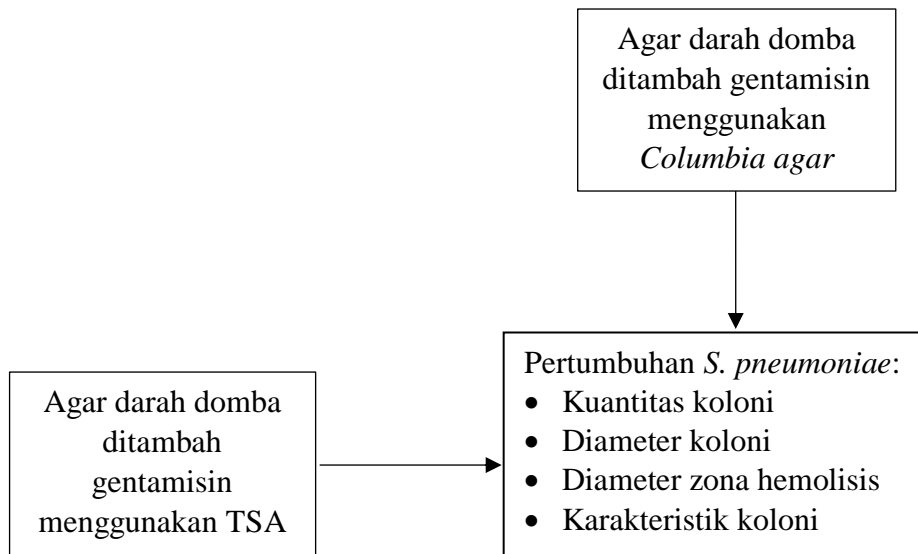 Agar darah domba
ditambah gentamisin
menggunakan
Columbia agar
Pertumbuhan S. pneumoniae:
• Kuantitas koloni
• Diameter koloni
• Diameter zona hemolisis
• Karakteristik koloni
Agar darah domba
ditambah
gentamisin
menggunakan TSA